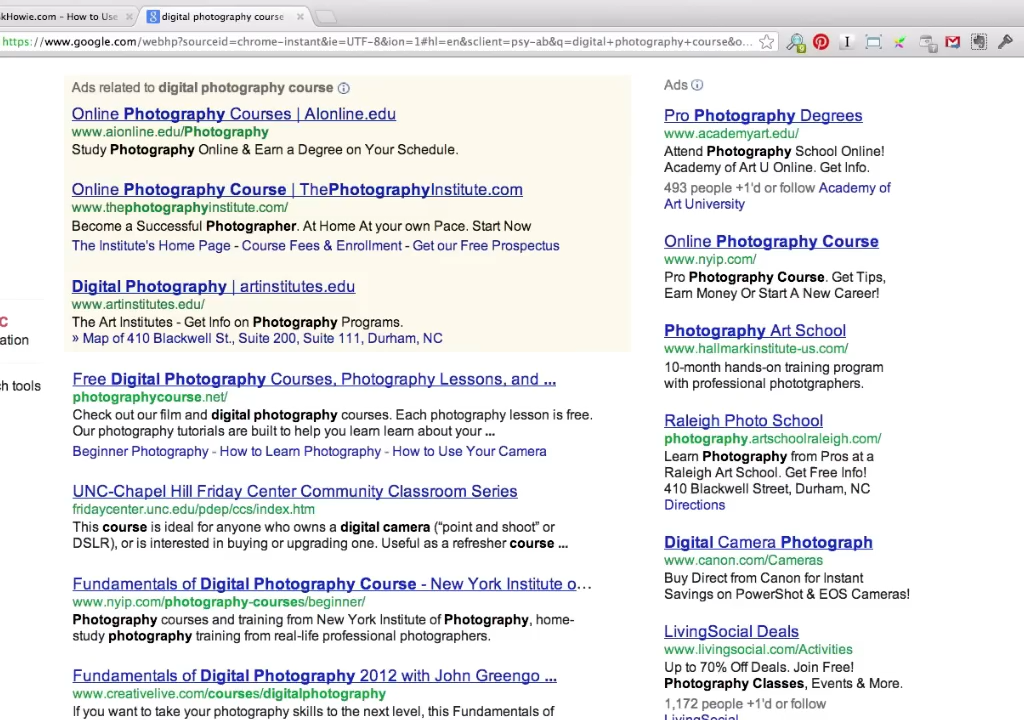 skHowie.com - How to Use
digital photography course
https://www.google.com/webhp?sourceid=chrome-instant&ie=UTF-8&ion=1#hl=en&sclient=psy-ab&q=digital+photography+course&o...
Ads related to digital photography course
Online Photography Courses | AIonline.edu
www.aionline.edu/Photography
Study Photography Online & Earn a Degree on Your Schedule.
Online Photography Course | ThePhotographyInstitute.com
www.thephotographyinstitute.com/
Become a Successful Photographer. At Home At your own Pace. Start Now
The Institute's Home Page - Course Fees & Enrollment - Get our Free Prospectus
Digital Photography | artinstitutes.edu
www.artinstitutes.edu/
The Art Institutes - Get Info on Photography Programs.
» Map of 410 Blackwell St., Suite 200, Suite 111, Durham, NC
C
ation
ch tools
Free Digital Photography Courses, Photography Lessons, and ...
photographycourse.net/
Check out our film and digital photography courses. Each photography lesson is free.
Our photography tutorials are built to help you learn learn about your ...
Beginner Photography - How to Learn Photography - How to Use Your Camera
UNC-Chapel Hill Friday Center Community Classroom Series
fridaycenter.unc.edu/pdep/ccs/index.htm
This course is ideal for anyone who owns a digital camera (“point and shoot” or
DSLR), or is interested in buying or upgrading one. Useful as a refresher course ...
Fundamentals of Digital Photography Course - New York Institute o...
www.nyip.com/photography-courses/beginner/
Photography courses and training from New York Institute of Photography, home-
study photography training from real-life professional photographers.
Fundamentals of Digital Photography 2012 with John Greengo ...
www.creativelive.com/courses/digitalphotography
If you want to take your photography skills to the next level, this Fundamentals of
Ads
Pro Photography Degrees
www.academyart.edu/
Attend Photography School Online!
Academy of Art U Online. Get Info.
493 people +1'd or follow Academy of
Art University
Online Photography Course
www.nyip.com/
Pro Photography Course. Get Tips,
Earn Money Or Start A New Career!
Photography Art School
www.hallmarkinstitute-us.com/
10-month hands-on training program
with professional phototgraphers.
Raleigh Photo School
photography.artschoolraleigh.com/
Learn Photography from Pros at a
Raleigh Art School. Get Free Info!
410 Blackwell Street, Durham, NC
Directions
Digital Camera Photograph
www.canon.com/Cameras
Buy Direct from Canon for Instant
Savings on PowerShot & EOS Cameras!
LivingSocial Deals
www.livingsocial.com/Activities
Up to 70% Off Deals. Join Free!
Photography Classes, Events & More.
1,172 people +1'd or follow
LivingSocial